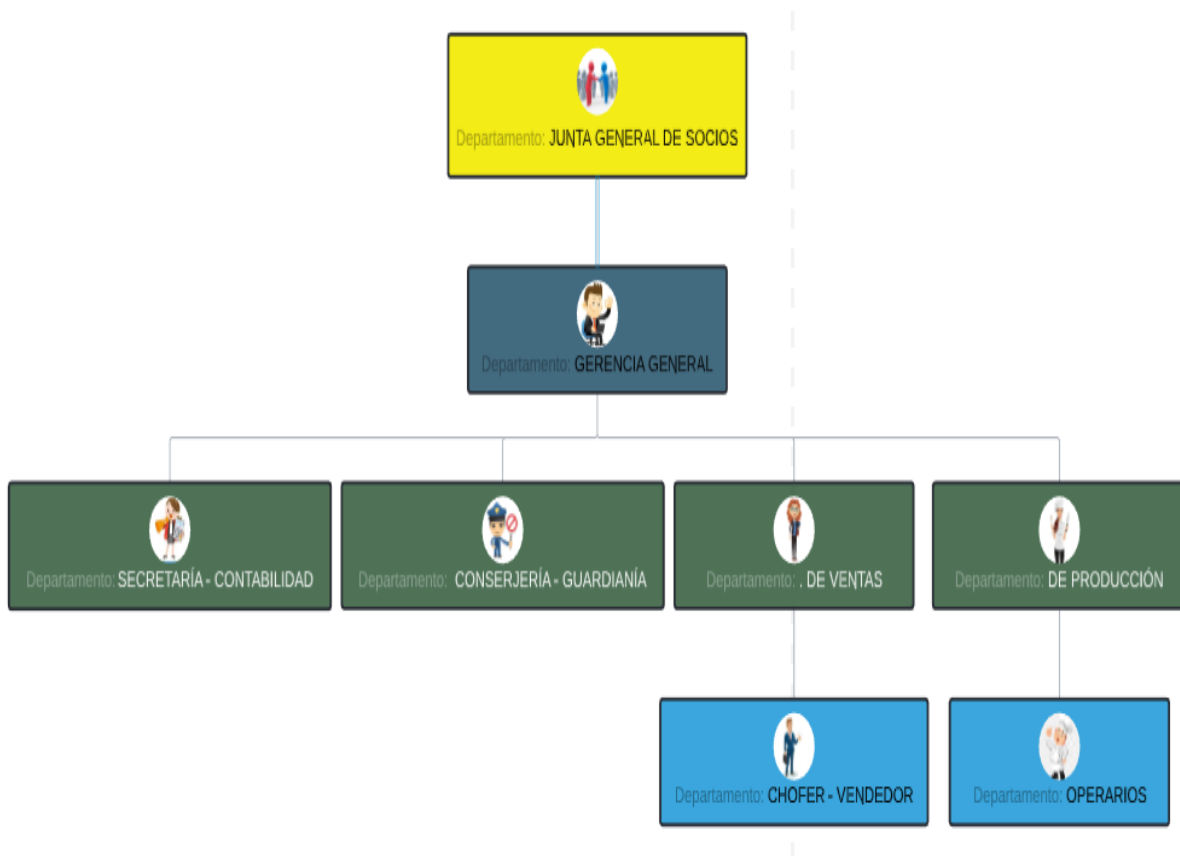 Departamento: JUNTA GENERAL DE SOCIOS
Departamento: GERENCIA GENERAL
Departamento: SECRETARÍA - CONTABILIDAD
Departamento: CONSERJERÍA - GUARDIANÍA
Departamento: . DE VENTAS
Departamento: DE PRODUCCIÓN
Departamento: CHOFER - VENDEDOR
Departamento: OPERARIOS